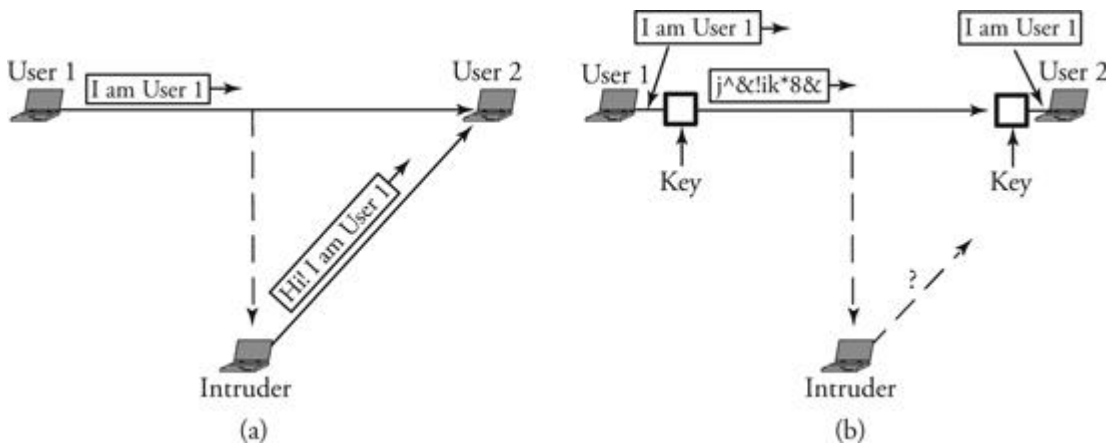 User 1
I am User 1
User 2
Hi! I am User 1
Intruder
(a)
I am User 1
I am User 1
User 1
j^&!ik*8&
User 2
Key
Key
?
Intruder
(b)